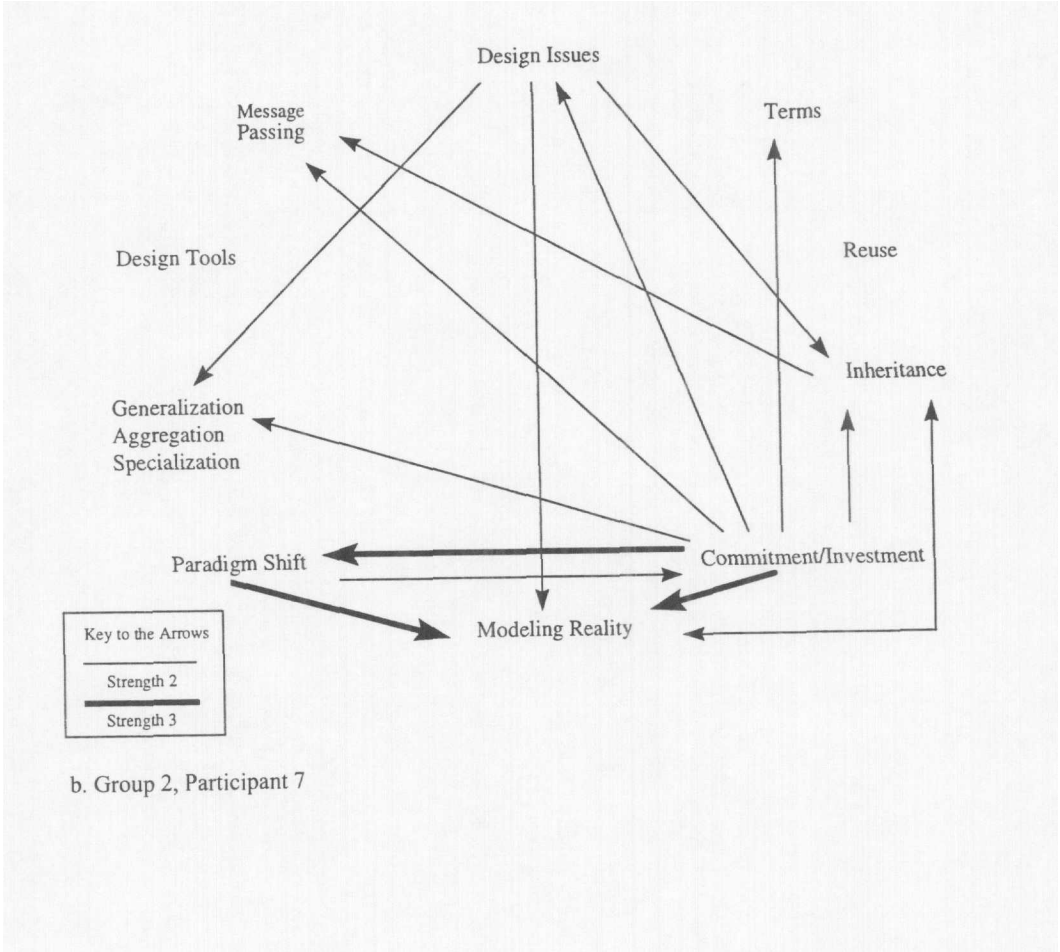 Design Issues
Message
Passing
Terms
Design Tools
Reuse
Inheritance
Generalization
Aggregation
Specialization
Paradigm Shift
Commitment/Investment
Modeling Reality
Key to the Arrows
Strength 2
Strength 3
b. Group 2, Participant 7